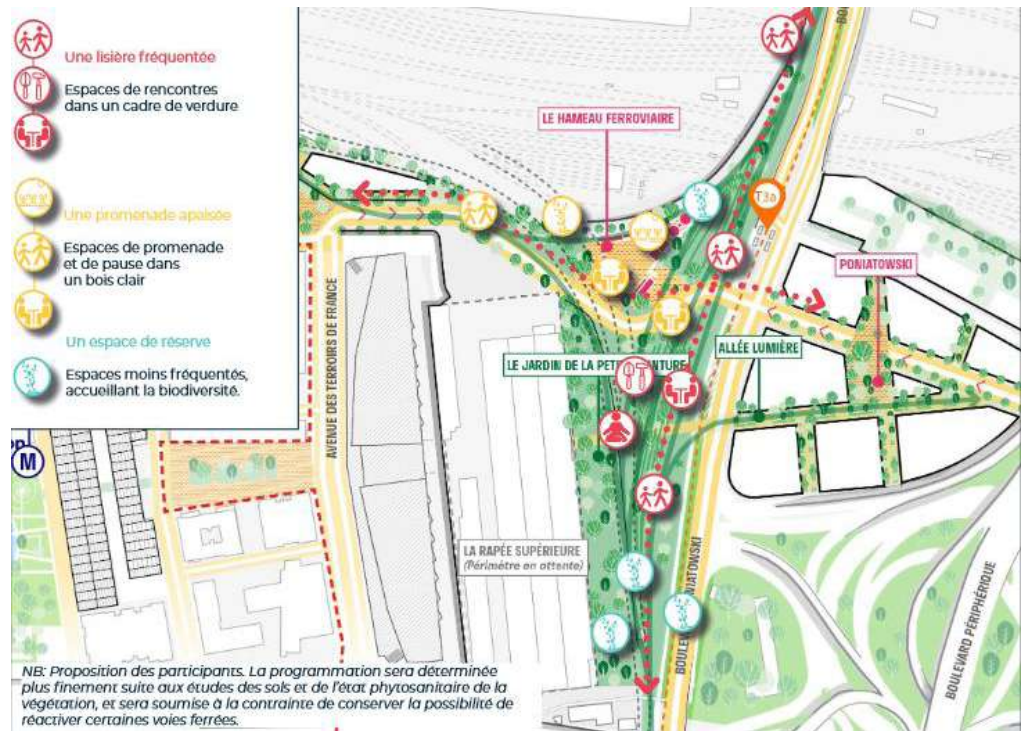 Une lisière fréquentée
Espaces de rencontres
dans un cadre de verdure
Une promenade apaisée
Espaces de promenade
et de pause dans
un bois clair
Un espace de réserve
Espaces moins fréquentés,
accueillant la biodiversité.
M
LE HAMEAU FERROVIAIRE
T3a
PONIATOWSKI
ALLÉE LUMIÈRE
LE JARDIN DE LA
AVENUE DES TERROIRS DE FRANCE
LA RAPÉE SUPÉRIEURE
(Périmètre en attente)
BOULEVARD PÉRIPHÉRIQUE
NB: Proposition des participants. La programmation sera déterminée
plus finement suite aux études des sols et de l'état phytosanitaire de la
végétation, et sera soumise à la contrainte de conserver la possibilité de
réactiver certaines voies ferrées.